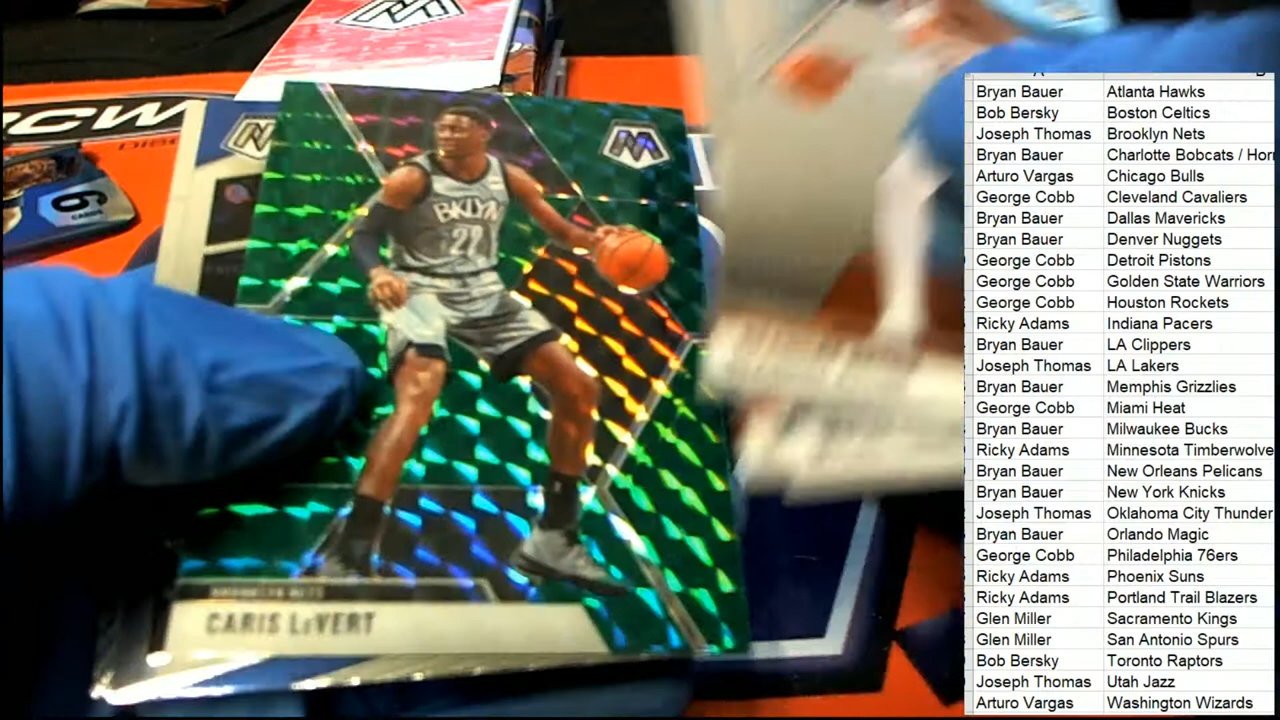 RCW
DISC
6
CARDS
BKLYN
22
BROOKLYN NETS
CARIS LeVERT
Bryan Bauer Atlanta Hawks
Bob Bersky Boston Celtics
Joseph Thomas Brooklyn Nets
Bryan Bauer Charlotte Bobcats / Horn
Arturo Vargas Chicago Bulls
George Cobb Cleveland Cavaliers
Bryan Bauer Dallas Mavericks
Bryan Bauer Denver Nuggets
George Cobb Detroit Pistons
George Cobb Golden State Warriors
George Cobb Houston Rockets
Ricky Adams Indiana Pacers
Bryan Bauer LA Clippers
Joseph Thomas LA Lakers
Bryan Bauer Memphis Grizzlies
George Cobb Miami Heat
Bryan Bauer Milwaukee Bucks
Ricky Adams Minnesota Timberwolve
Bryan Bauer New Orleans Pelicans
Bryan Bauer New York Knicks
Joseph Thomas Oklahoma City Thunder
Bryan Bauer Orlando Magic
George Cobb Philadelphia 76ers
Ricky Adams Phoenix Suns
Ricky Adams Portland Trail Blazers
Glen Miller Sacramento Kings
Glen Miller San Antonio Spurs
Bob Bersky Toronto Raptors
Joseph Thomas Utah Jazz
Arturo Vargas Washington Wizards